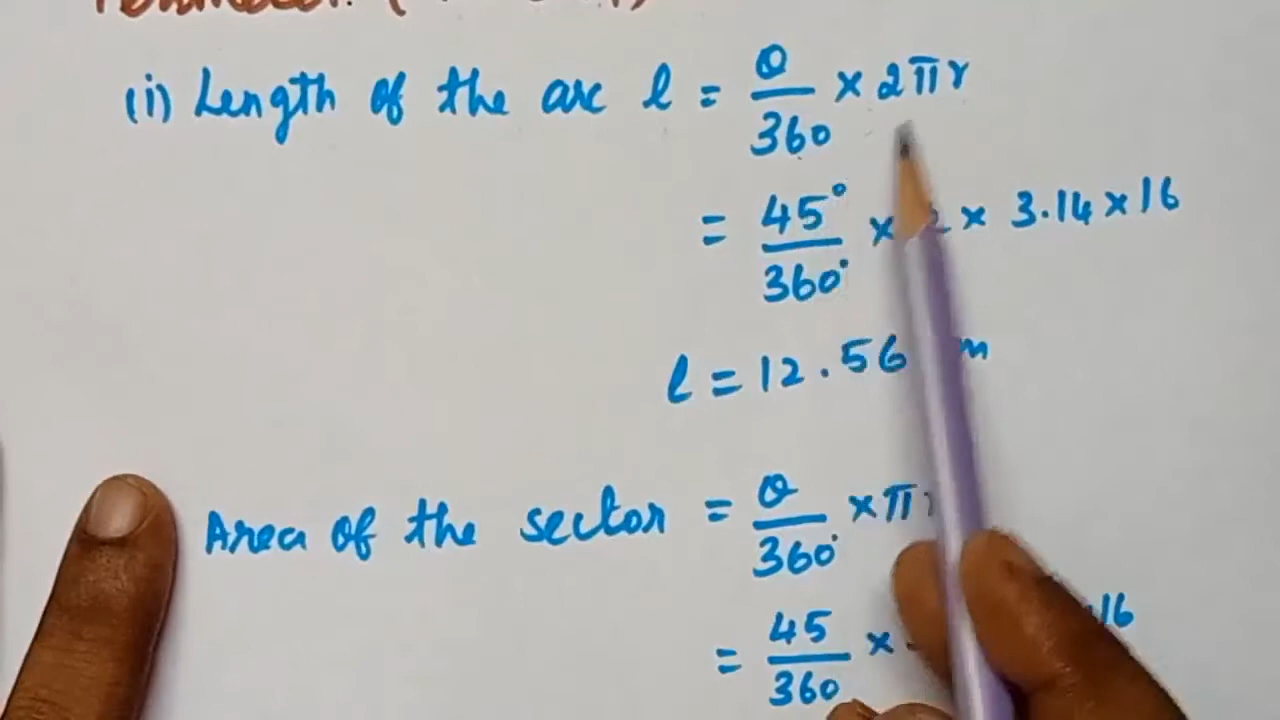 (i) Length of the arc l = θ/360 × 2πr
= 45°/360° × 2 × 3.14 × 16
l = 12.56 m
Area of the sector = θ/360° × π
= 45/360 × 16